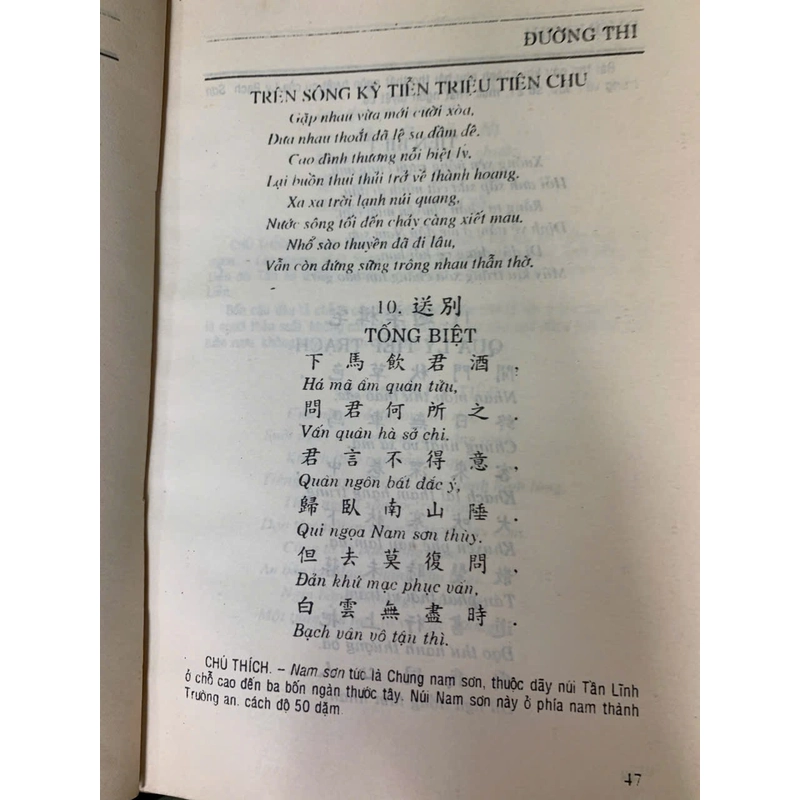 ĐƯỜNG THI
TRÊN SÔNG KỲ TIỄN TRIỆU TIÊN CHU
Gặp nhau vừa mới cười xòa,
Đưa nhau thoắt đã lệ sa đầm đề.
Cao đình thương nỗi biệt ly,
Lại buồn thui thủi trở về thành hoang.
Xa xa trời lạnh núi quang,
Nước sông tối đến chảy càng xiết mau.
Nhổ sào thuyền đã đi lâu,
Vẫn còn đứng sững trông nhau thẫn thờ.
10. 送別
TỐNG BIỆT
下馬飲君酒,
Há mã ẩm quân tửu,
問君何所之.
Vấn quân hà sở chi.
君言不得意,
Quân ngôn bất đắc ý,
歸臥南山陲.
Qui ngọa Nam sơn thùy.
但去莫復問,
Đản khứ mạc phục vấn,
白雲無盡時.
Bạch vân vô tận thì.
CHÚ THÍCH. – Nam sơn tức là Chung nam sơn, thuộc dãy núi Tần Lĩnh
ở chỗ cao đến ba bốn ngàn thước tây. Núi Nam sơn này ở phía nam thành
Trường an. cách độ 50 dặm.
47